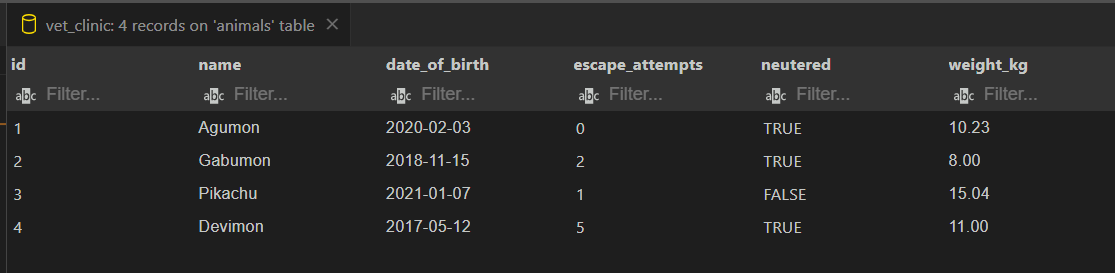 vet_clinic: 4 records on 'animals' table
id name date_of_birth escape_attempts neutered weight_kg
abc Filter... abc Filter... abc Filter... abc Filter... abc Filter... abc Filter...
1 Agumon 2020-02-03 0 TRUE 10.23
2 Gabumon 2018-11-15 2 TRUE 8.00
3 Pikachu 2021-01-07 1 FALSE 15.04
4 Devimon 2017-05-12 5 TRUE 11.00